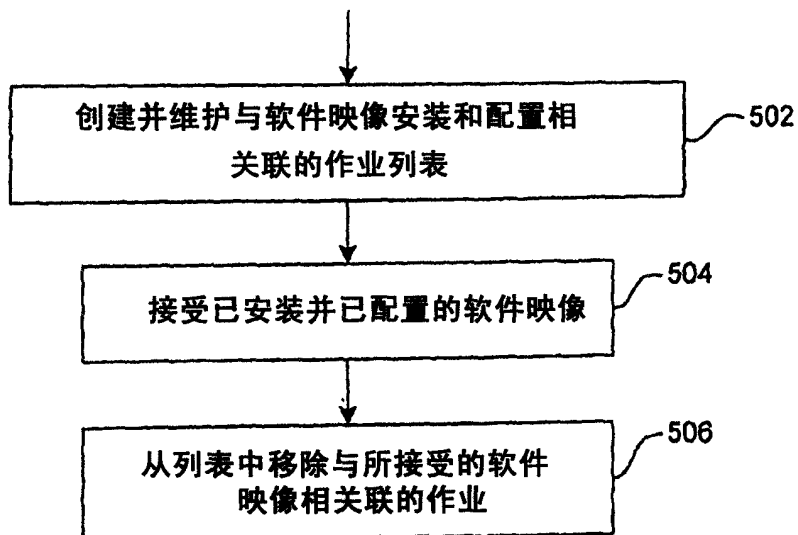 创建并维护与软件映像安装和配置相
关联的作业列表
502
接受已安装并已配置的软件映像
504
从列表中移除与所接受的软件
映像相关联的作业
506